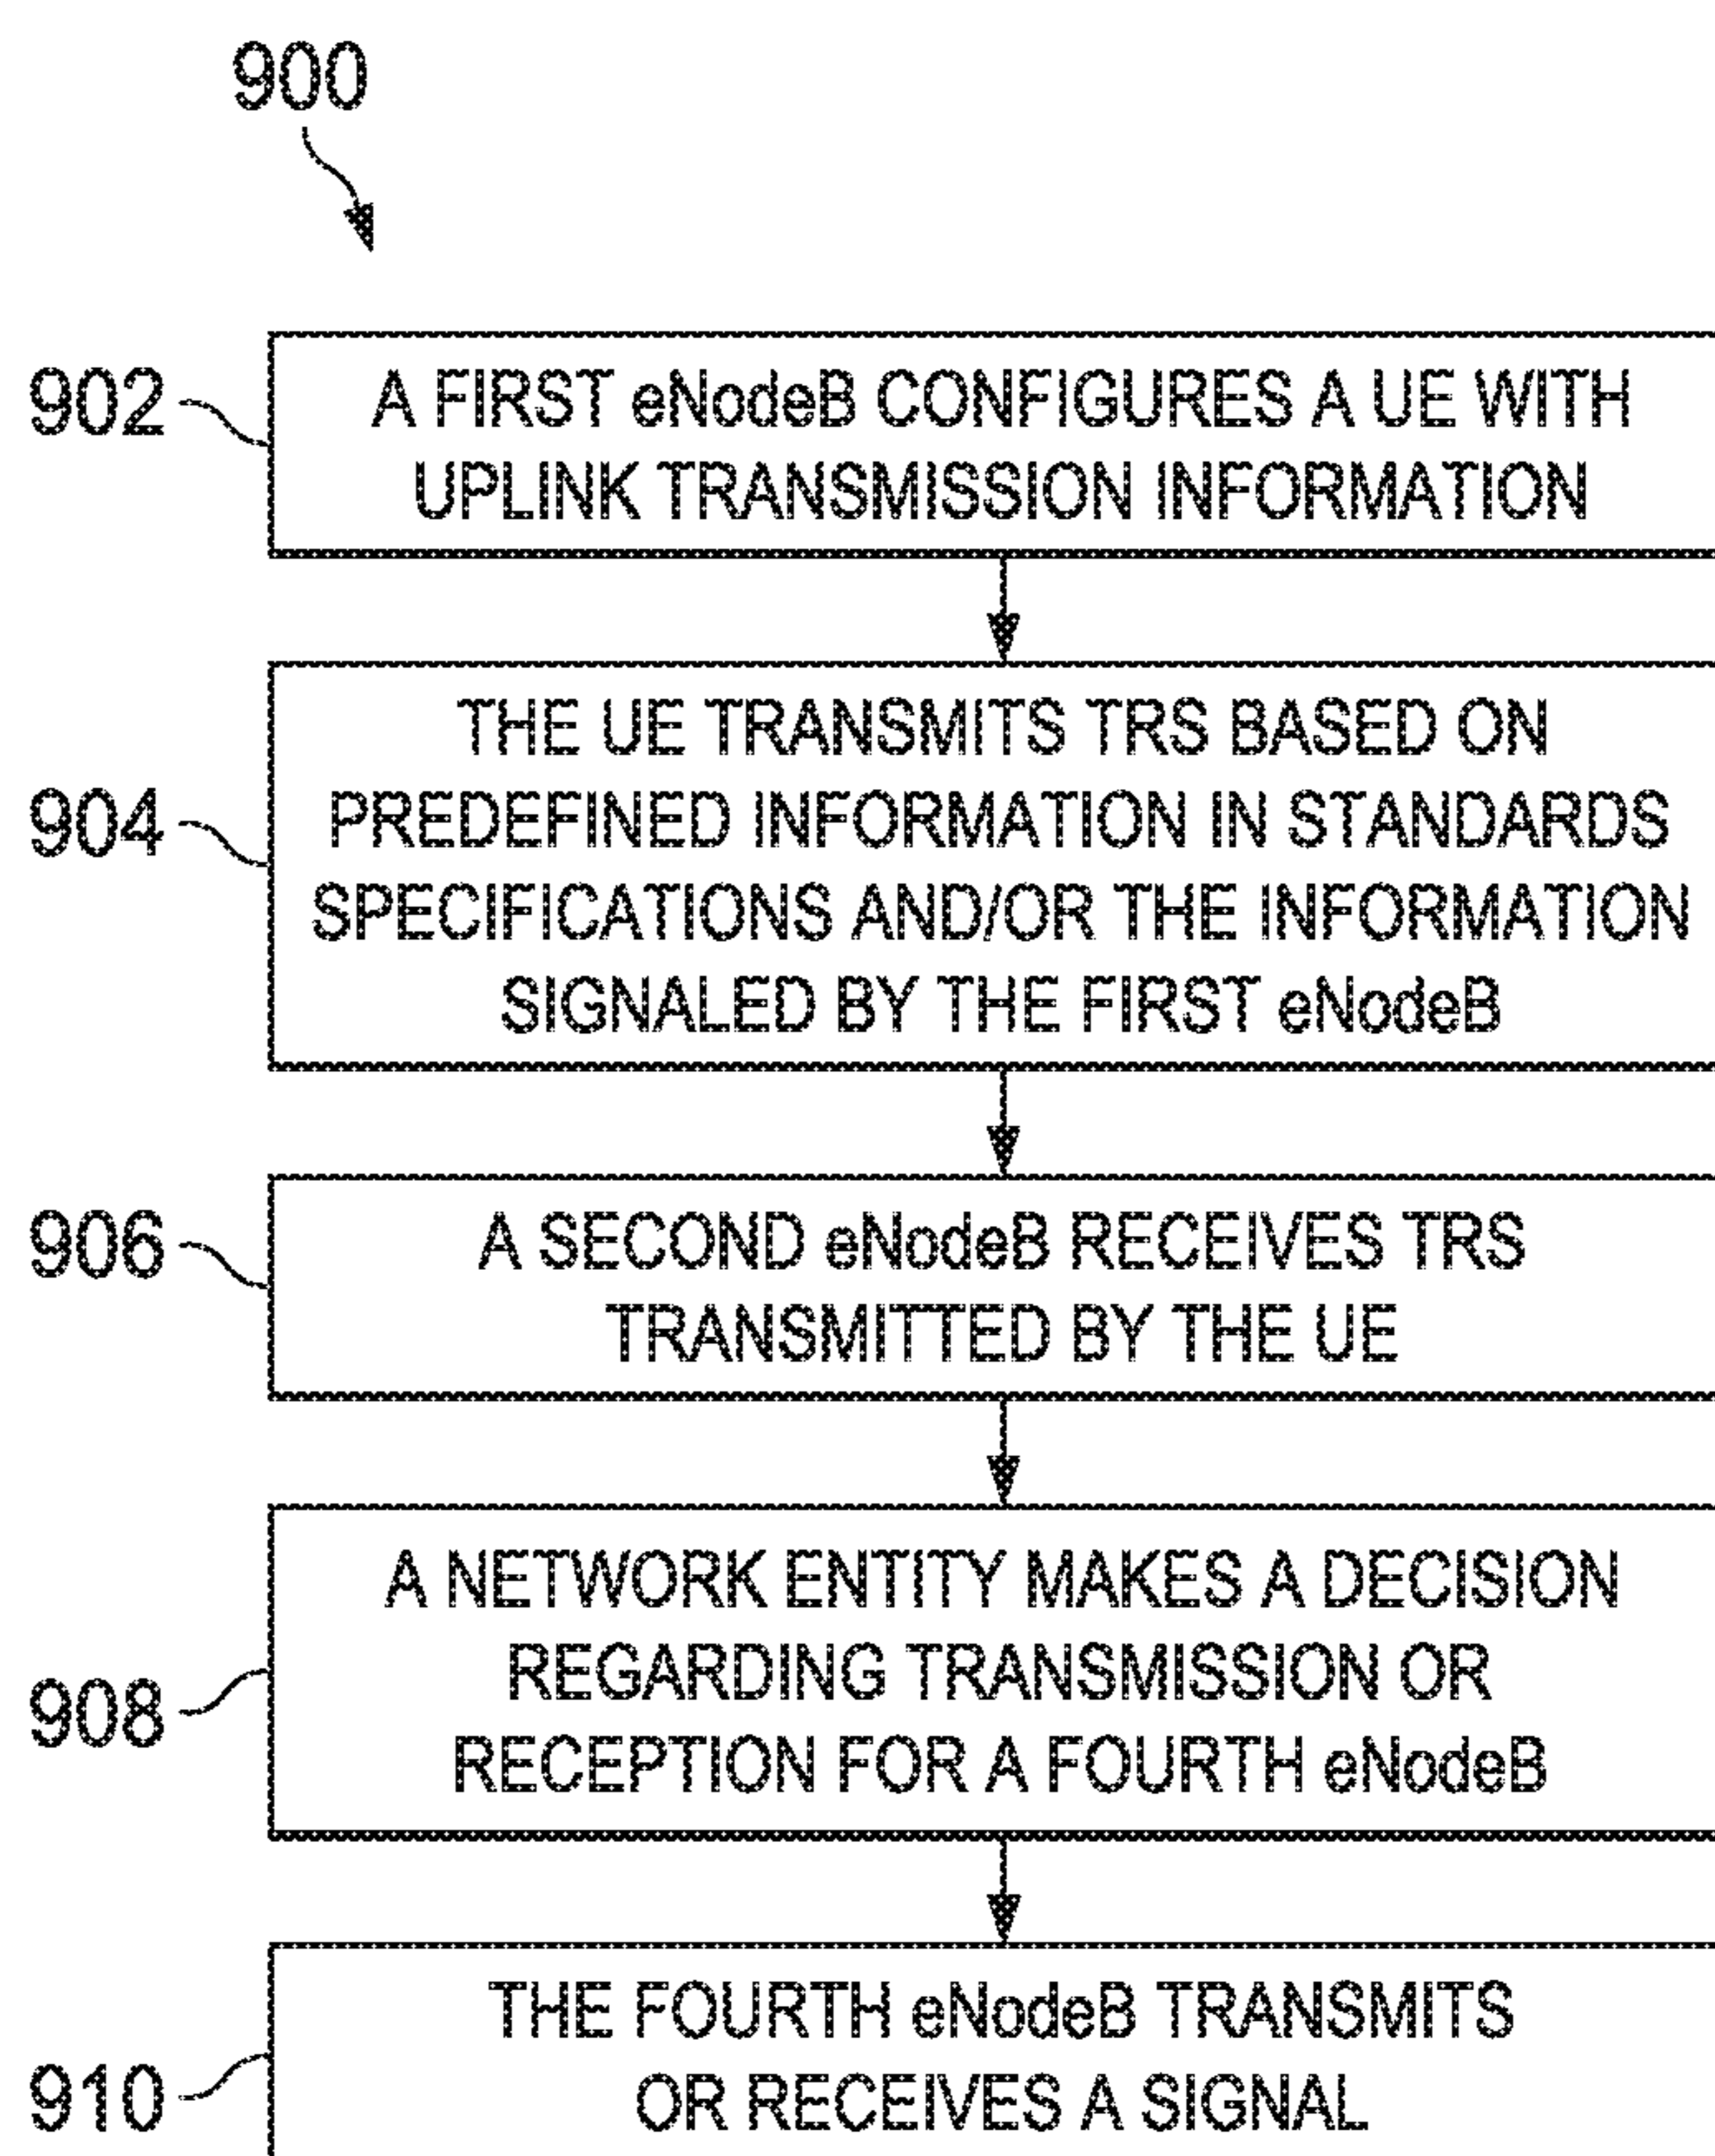 900
902
A FIRST eNodeB CONFIGURES A UE WITH
UPLINK TRANSMISSION INFORMATION
904
THE UE TRANSMITS TRS BASED ON
PREDEFINED INFORMATION IN STANDARDS
SPECIFICATIONS AND/OR THE INFORMATION
SIGNALED BY THE FIRST eNodeB
906
A SECOND eNodeB RECEIVES TRS
TRANSMITTED BY THE UE
908
A NETWORK ENTITY MAKES A DECISION
REGARDING TRANSMISSION OR
RECEPTION FOR A FOURTH eNodeB
910
THE FOURTH eNodeB TRANSMITS
OR RECEIVES A SIGNAL